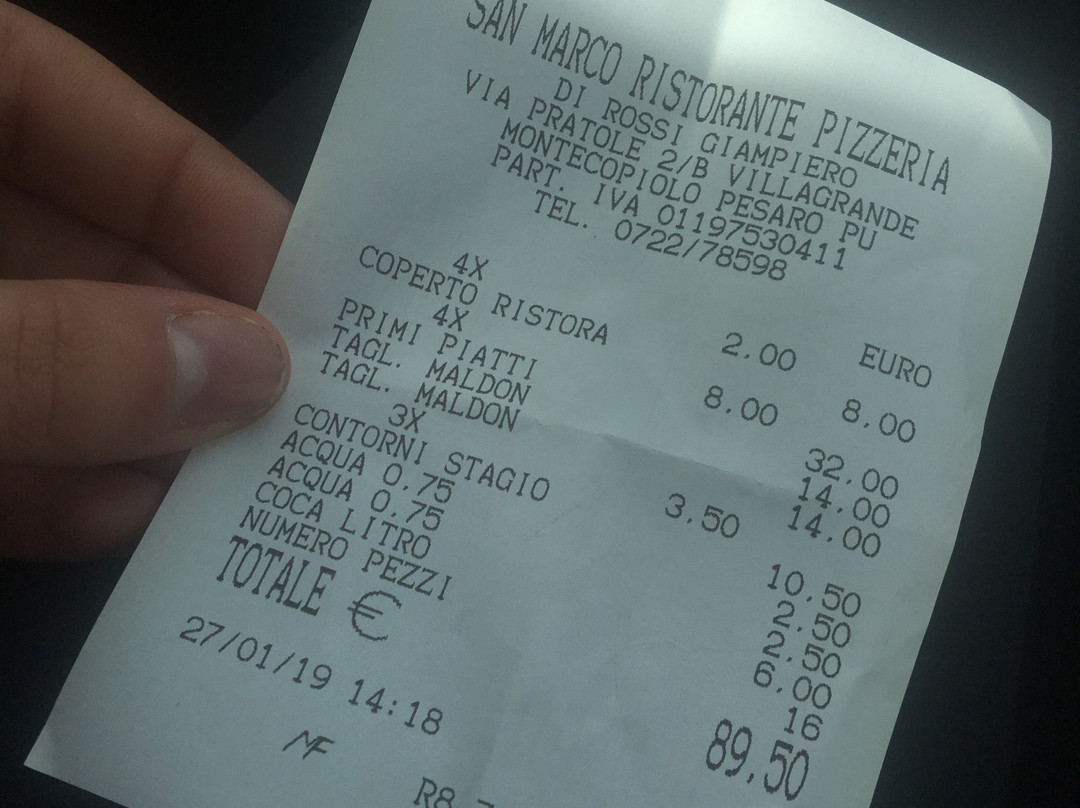 SAN MARCO RISTORANTE PIZZERIA
DI ROSSI GIAMPIERO
VIA PRATOLE 2/B VILLAGRANDE
MONTECOPIOLO PESARO PU
PART. IVA 01197530411
TEL. 0722/78598
EURO
4X 2.00
COPERTO RISTORA 8.00
4X 8.00
PRIMI PIATTI 32.00
TAGL. MALDON 14.00
TAGL. MALDON 14.00
3X 3.50
CONTORNI STAGIO 10.50
ACQUA 0,75 2.50
ACQUA 0,75 2.50
COCA LITRO 6.00
NUMERO PEZZI 16
TOTALE € 89,50
27/01/19 14:18
MF